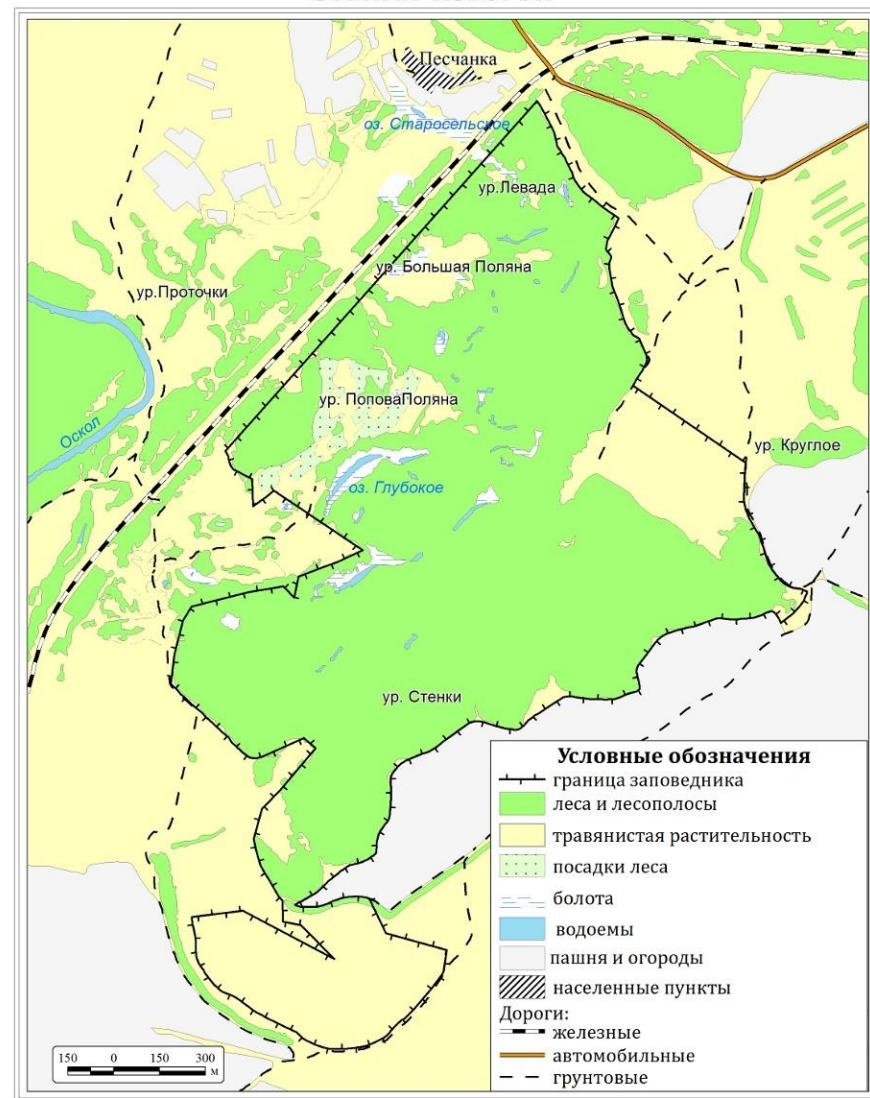 Песчанка
оз. Старосельское
ур.Левада
ур. Большая Поляна
ур.Проточки
ур. ПоповаПоляна
Оскол
ур. Круглое
оз. Глубокое
ур. Стенки
Условные обозначения
граница заповедника
леса и лесополосы
травянистая растительность
посадки леса
болота
водоемы
пашня и огороды
населенные пункты
Дороги:
железные
автомобильные
грунтовые
150 0 150 300
м